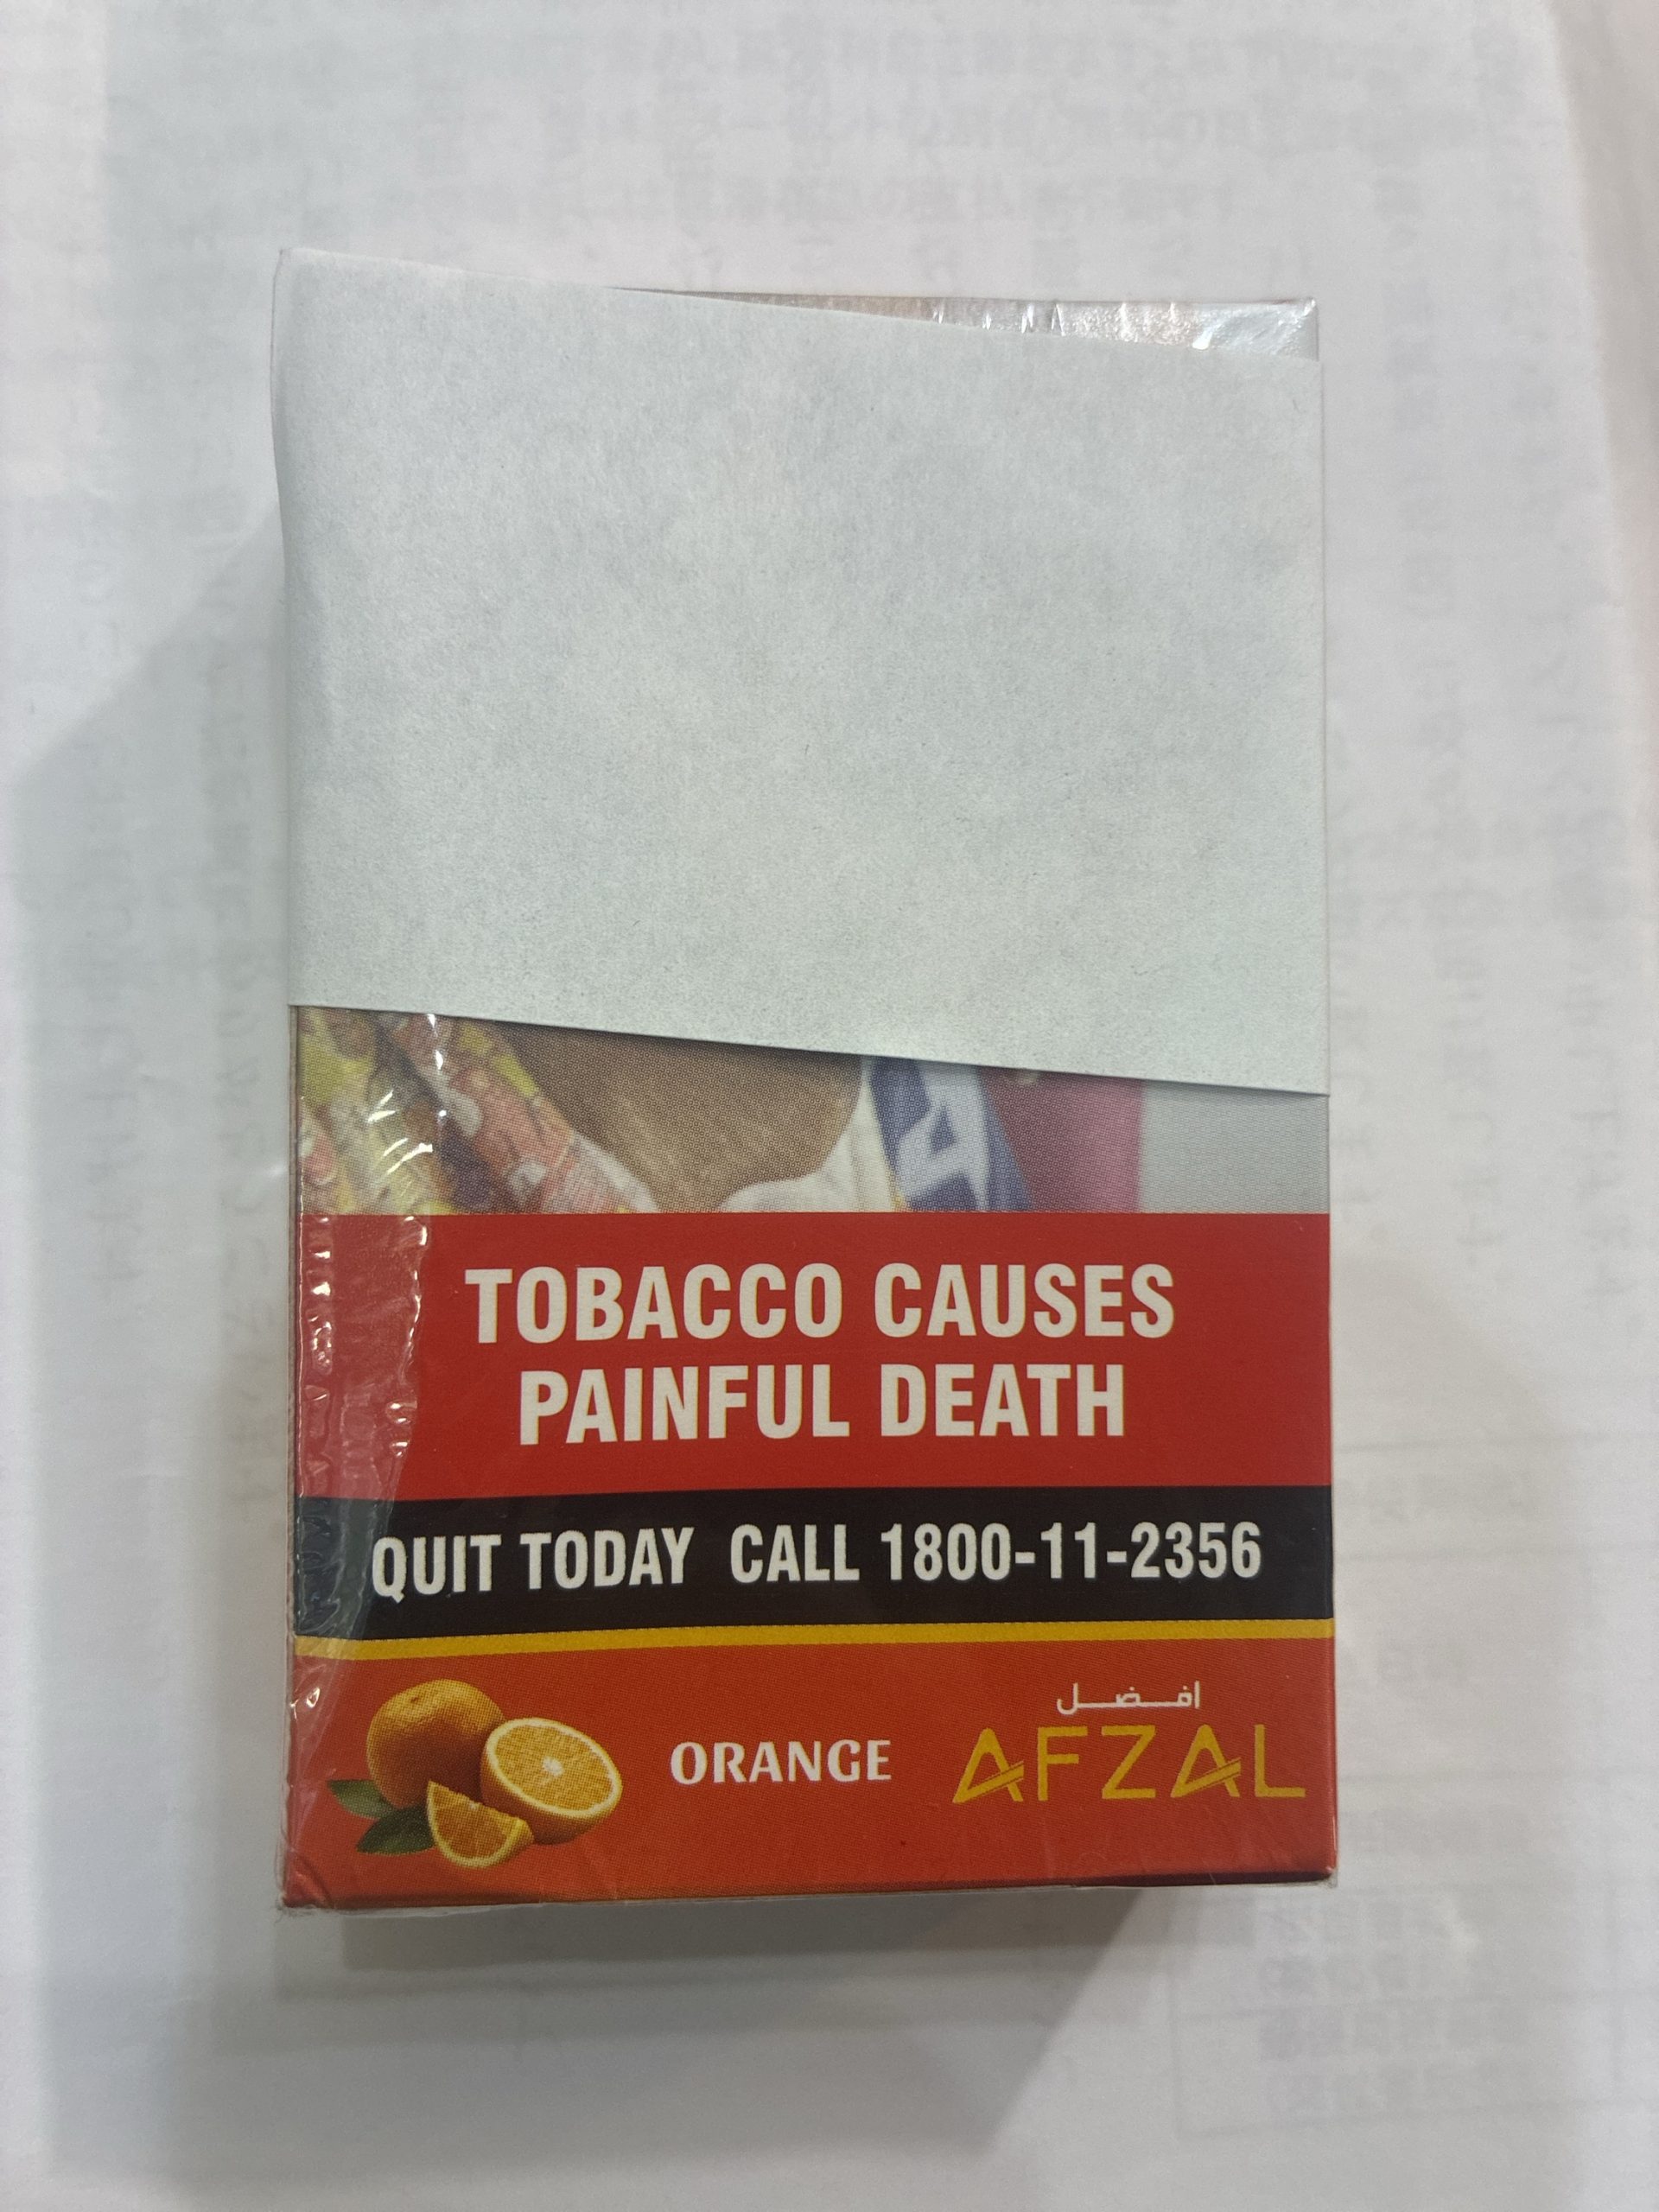 TOBACCO CAUSES
PAINFUL DEATH
QUIT TODAY CALL 1800-11-2356
ORANGE
افضل
AFZAL